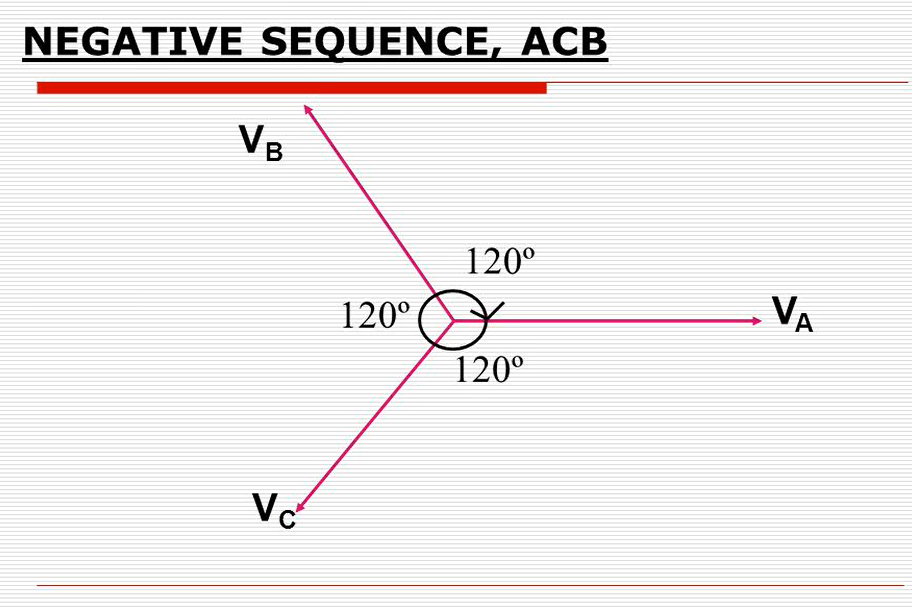 NEGATIVE SEQUENCE, ACB
VB
120º
120º
VA
120º
VC